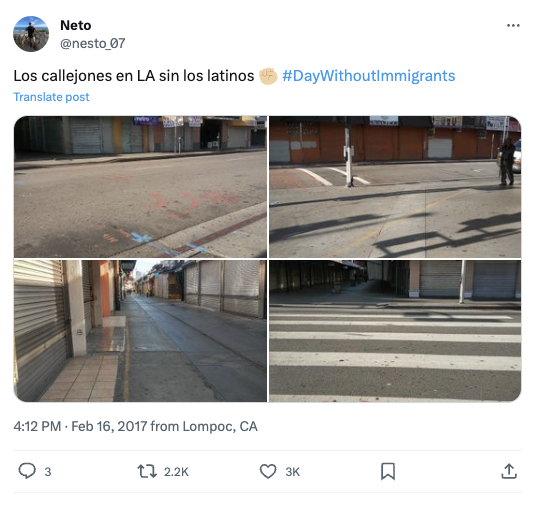 Neto
@nesto_07
Los callejones en LA sin los latinos ✊🏼 #DayWithoutImmigrants
Translate post
4:12 PM · Feb 16, 2017 from Lompoc, CA
3
2.2K
3K